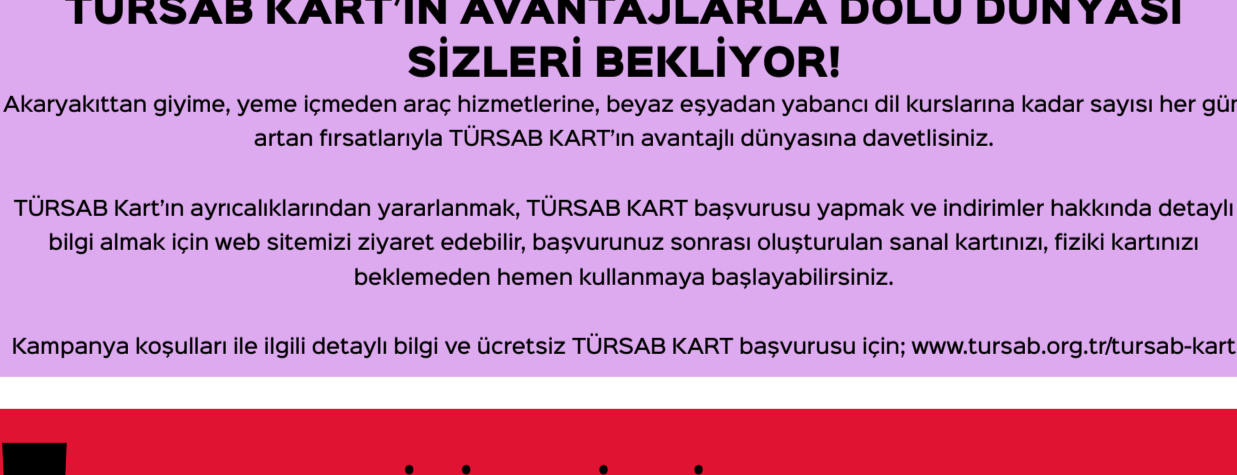 TÜRSAB KART’IN AVANTAJLARLA DOLU DÜNYASI
SİZLERİ BEKLİYOR!
Akaryakıttan giyime, yeme içmeden araç hizmetlerine, beyaz eşyadan yabancı dil kurslarına kadar sayısı her gün
artan fırsatlarıyla TÜRSAB KART’ın avantajlı dünyasına davetlisiniz.
TÜRSAB Kart’ın ayrıcalıklarından yararlanmak, TÜRSAB KART başvurusu yapmak ve indirimler hakkında detaylı
bilgi almak için web sitemizi ziyaret edebilir, başvurunuz sonrası oluşturulan sanal kartınızı, fiziki kartınızı
beklemeden hemen kullanmaya başlayabilirsiniz.
Kampanya koşulları ile ilgili detaylı bilgi ve ücretsiz TÜRSAB KART başvurusu için; www.tursab.org.tr/tursab-kart